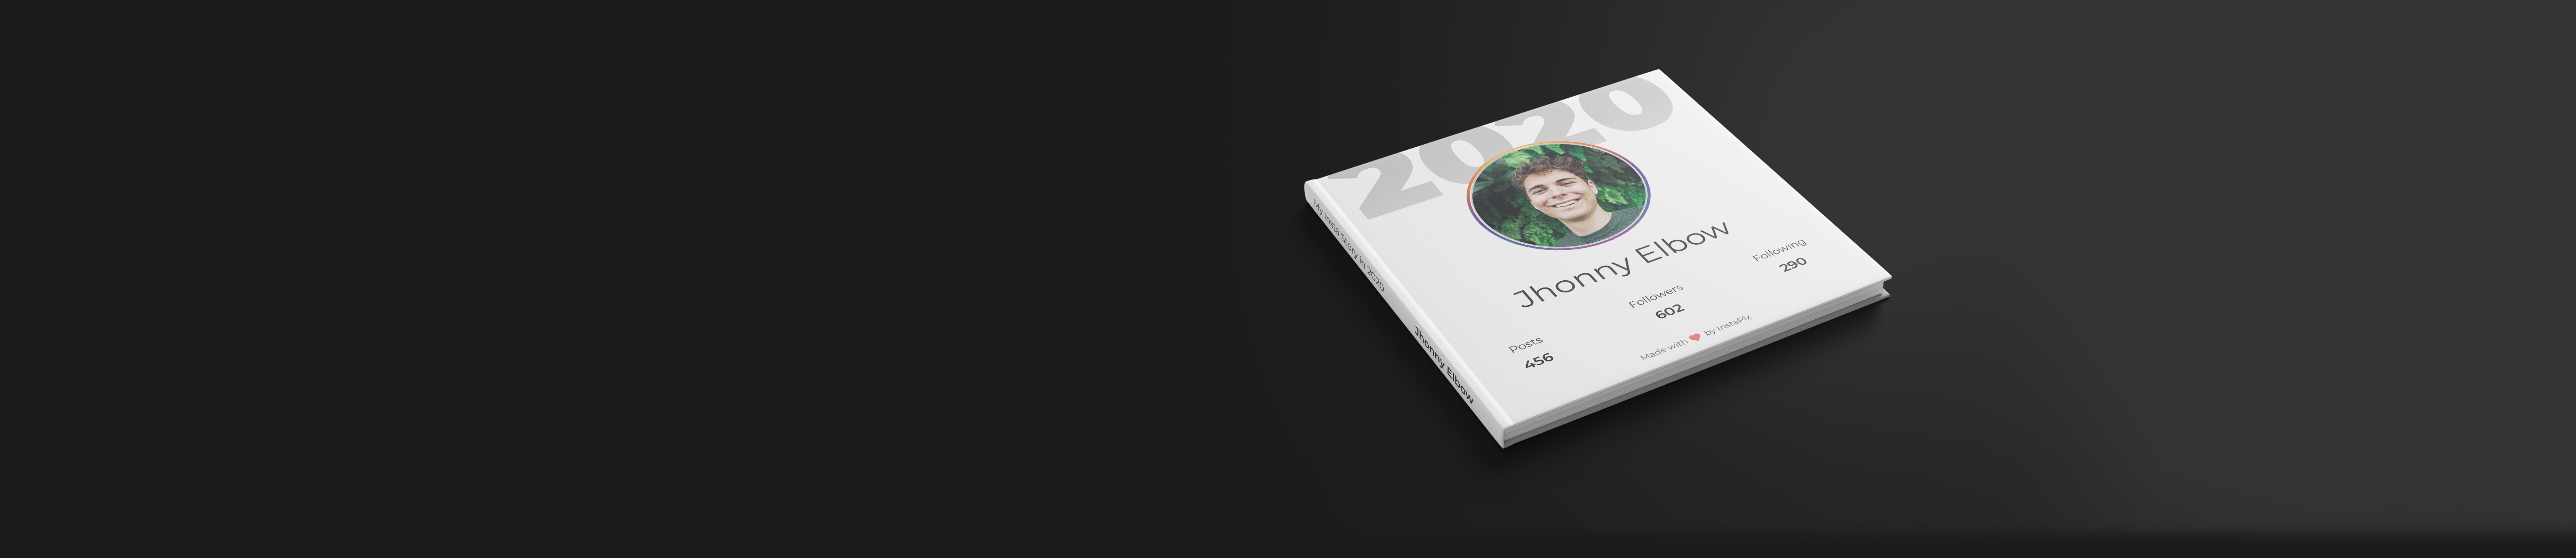 2020
Jhonny Elbow
Posts
456
Followers
602
Following
290
Made with ❤ by InstaPix
My Insta Story in 2020
Jhonny Elbow